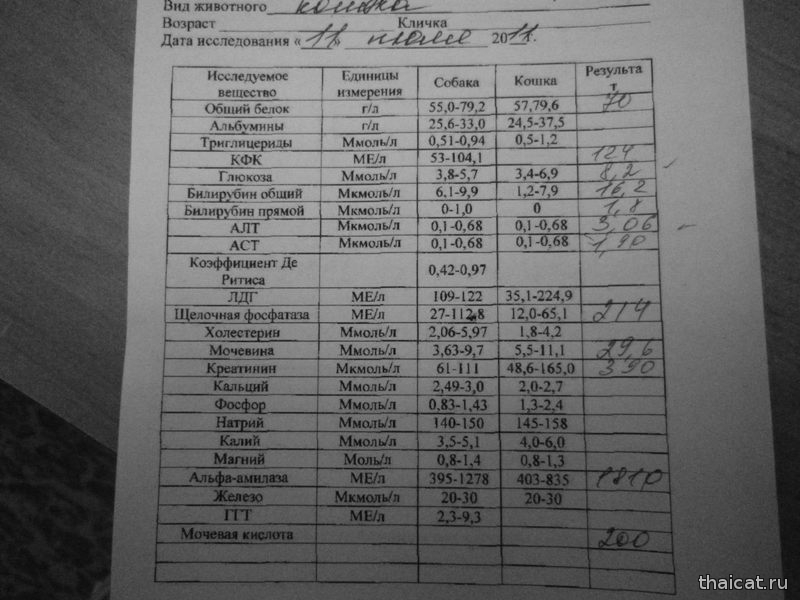 Вид животного кошка
Возраст Кличка
Дата исследования «11» июля 2011г.
Исследуемое вещество Единицы измерения Собака Кошка Результат
Общий белок г/л 55,0-79,2 57,79,6 70
Альбумины г/л 25,6-33,0 24,5-37,5
Триглицериды Ммоль/л 0,51-0,94 0,5-1,2
КФК МЕ/л 53-104,1 124
Глюкоза Ммоль/л 3,8-5,7 3,4-6,9 8,2
Билирубин общий Мкмоль/л 6,1-9,9 1,2-7,9 16,2
Билирубин прямой Мкмоль/л 0-1,0 0 1,8
АЛТ Мкмоль/л 0,1-0,68 0,1-0,68 3,06
АСТ Мкмоль/л 0,1-0,68 0,1-0,68 1,90
Коэффициент Де Ритиса 0,42-0,97
ЛДГ МЕ/л 109-122 35,1-224,9
Щелочная фосфатаза МЕ/л 27-112,8 12,0-65,1 214
Холестерин Ммоль/л 2,06-5,97 1,8-4,2
Мочевина Ммоль/л 3,63-9,7 5,5-11,1 29,6
Креатинин Мкмоль/л 61-111 48,6-165,0 390
Кальций Ммоль/л 2,49-3,0 2,0-2,7
Фосфор Ммоль/л 0,83-1,43 1,3-2,4
Натрий Ммоль/л 140-150 145-158
Калий Ммоль/л 3,5-5,1 4,0-6,0
Магний Моль/л 0,8-1,4 0,8-1,3
Альфа-амилаза МЕ/л 395-1278 403-835 1810
Железо Мкмоль/л 20-30 20-30
ГГТ МЕ/л 2,3-9,3
Мочевая кислота 200
thaicat.ru